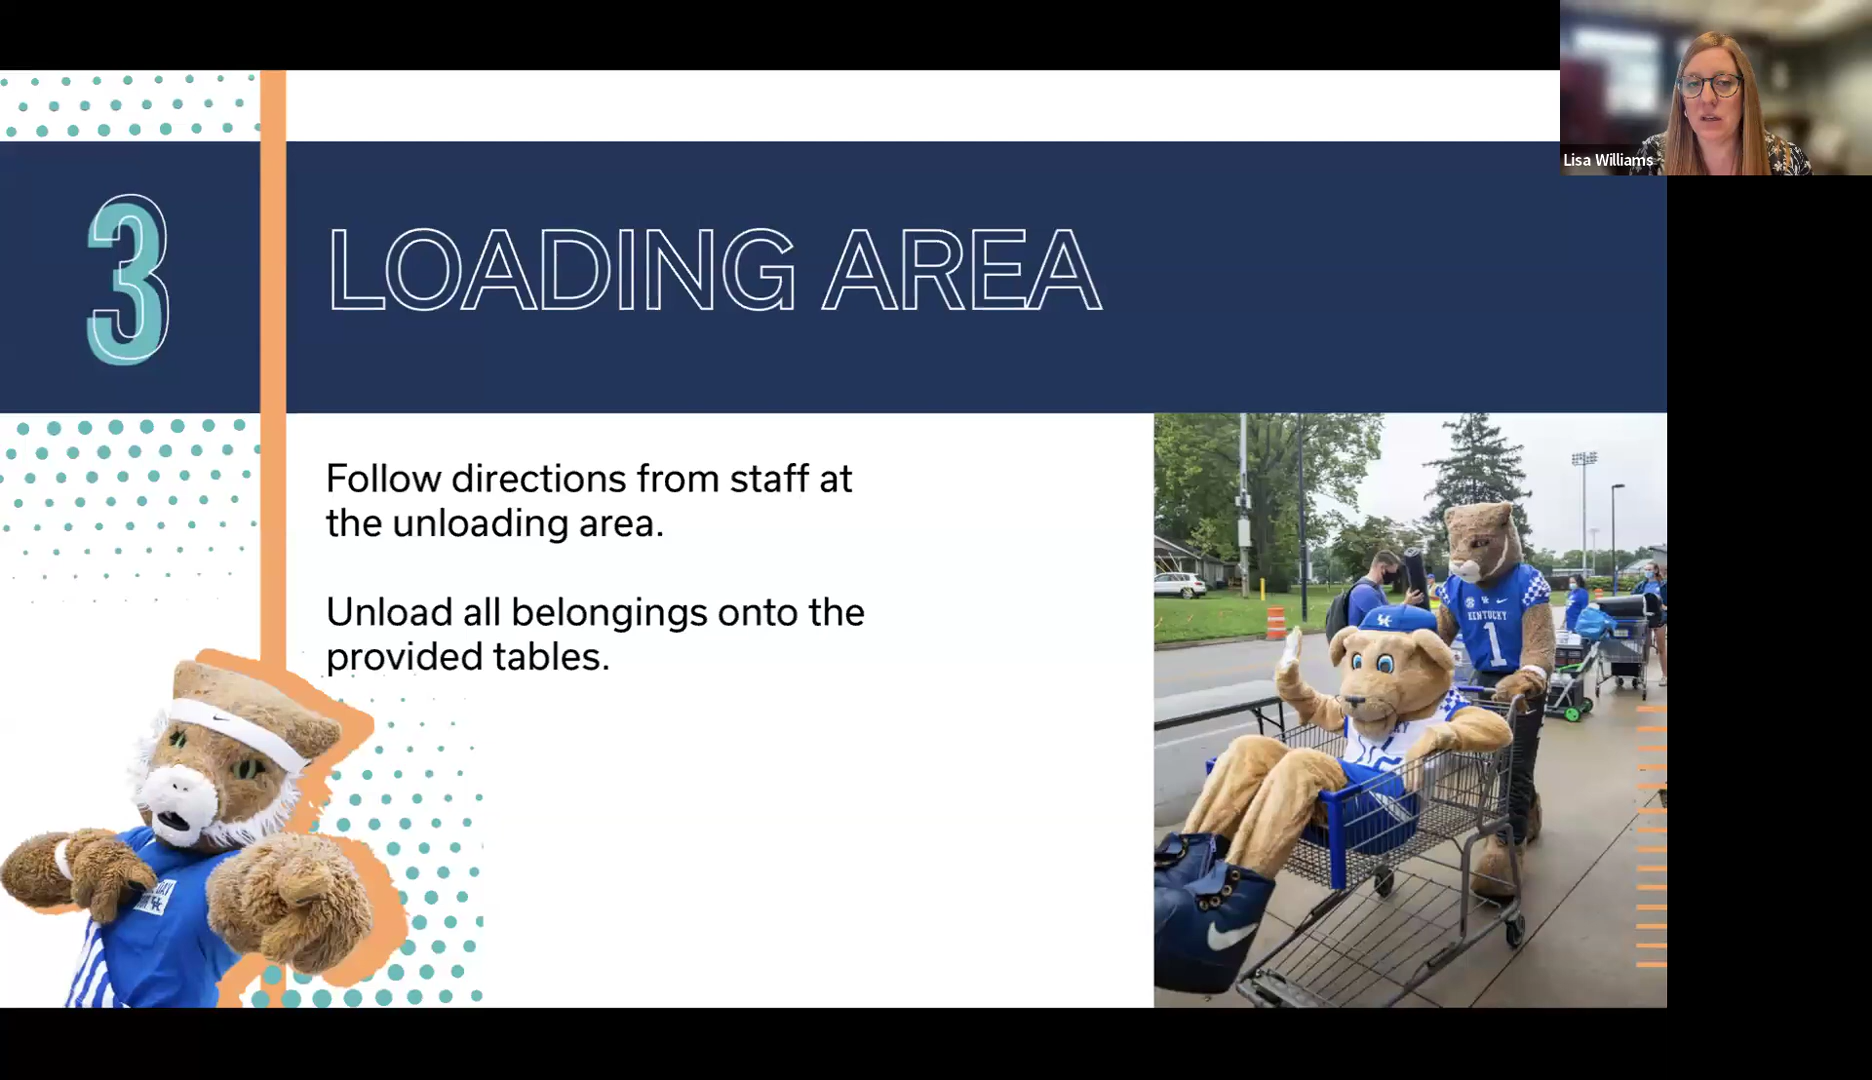 Lisa Williams
3
LOADING AREA
Follow directions from staff at
the unloading area.
Unload all belongings onto the
provided tables.
KENTUCKY
1
UK